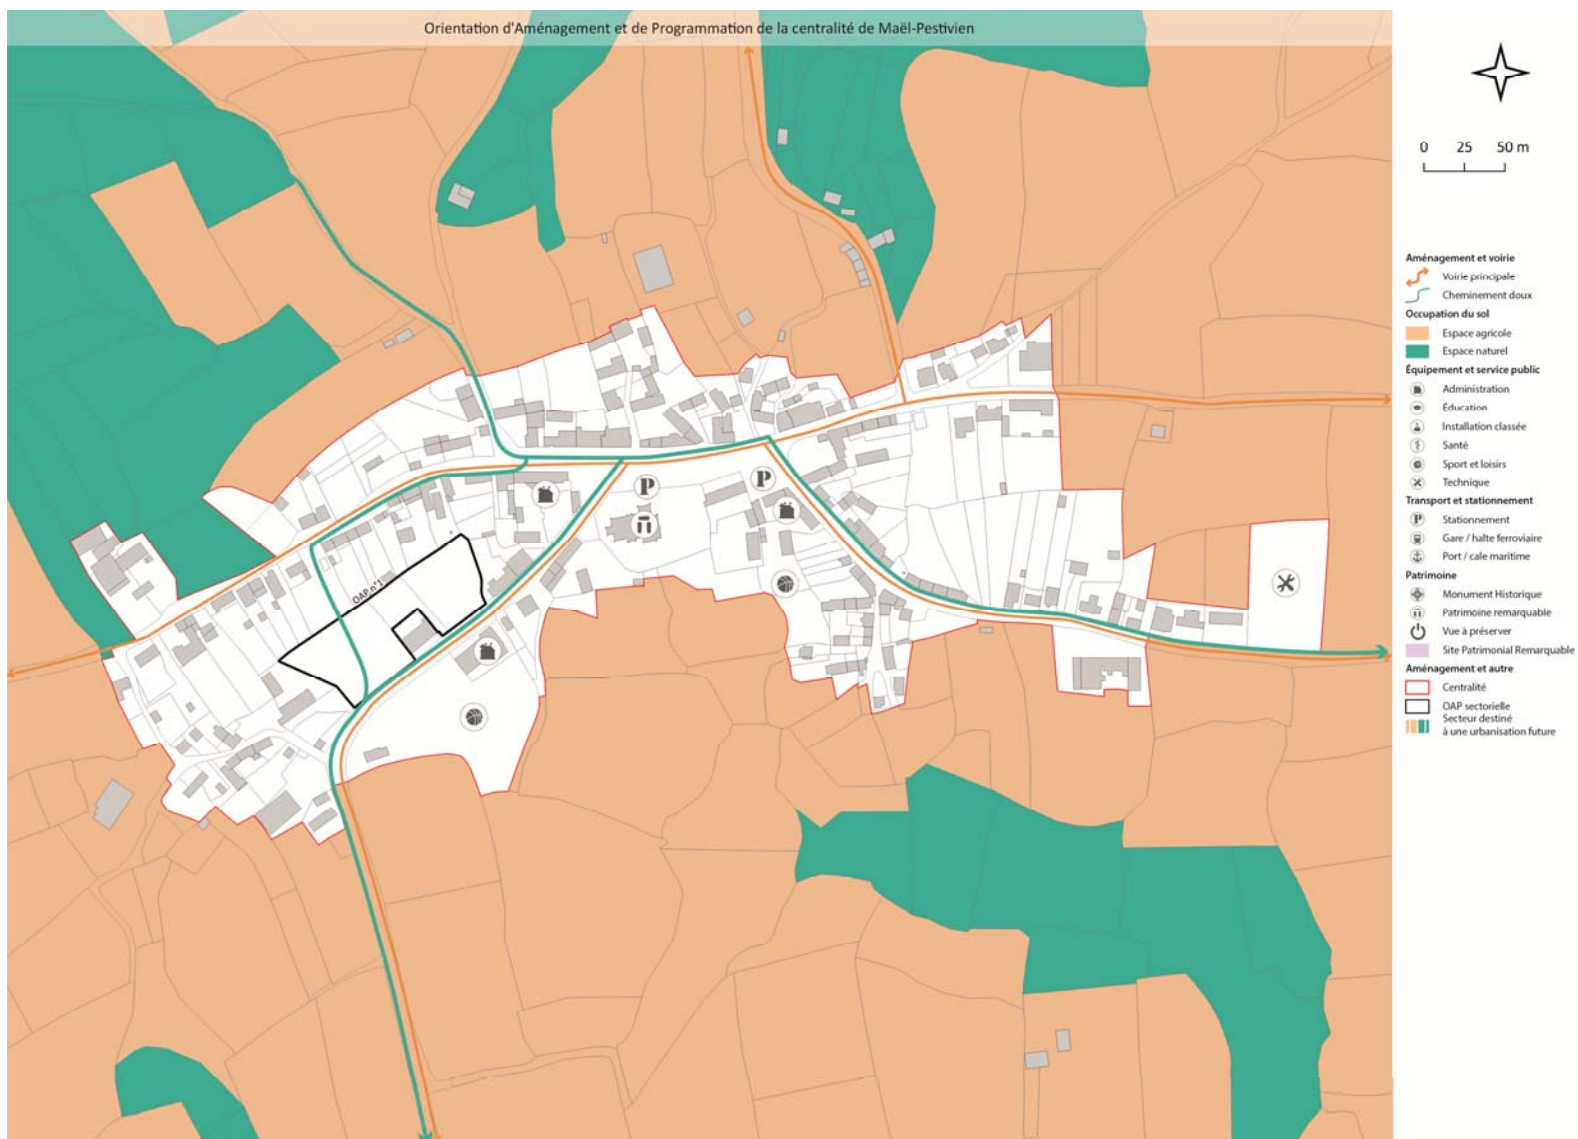 Orientation d'Aménagement et de Programmation de la centralité de Maël-Pestivien
0 25 50 m
Aménagement et voirie
Voirie principale
Cheminement doux
Occupation du sol
Espace agricole
Espace naturel
Équipement et service public
Administration
Éducation
Installation classée
Santé
Sport et loisirs
Technique
Transport et stationnement
P Stationnement
Gare / halte ferroviaire
Port / cale maritime
Patrimoine
Monument Historique
Patrimoine remarquable
Vue à préserver
Site Patrimonial Remarquable
Aménagement et autre
Centralité
OAP sectorielle
Secteur destiné
à une urbanisation future
P
P
OAP n°1